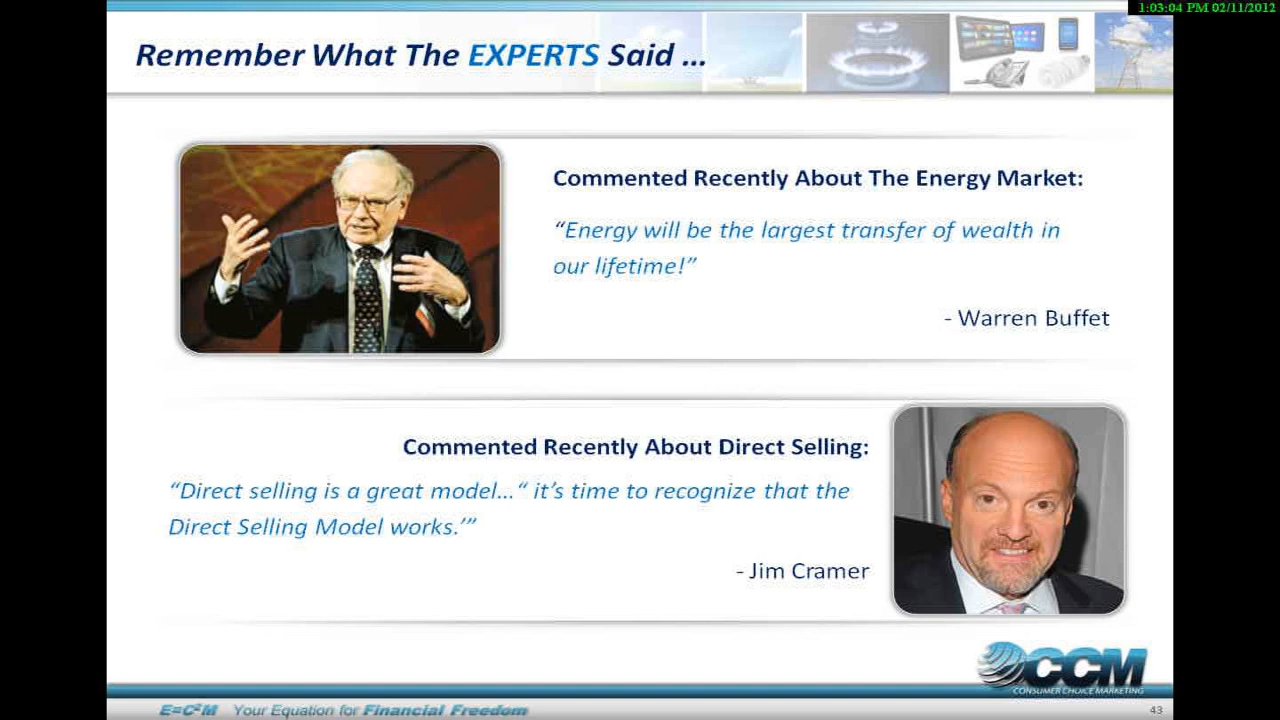 1:03:04 PM 02/11/2012
Remember What The EXPERTS Said ...
Commented Recently About The Energy Market:
“Energy will be the largest transfer of wealth in
our lifetime!”
- Warren Buffet
Commented Recently About Direct Selling:
“Direct selling is a great model...“ it’s time to recognize that the
Direct Selling Model works.’”
- Jim Cramer
CCM
CONSUMER CHOICE MARKETING
E=C²M Your Equation for Financial Freedom
43